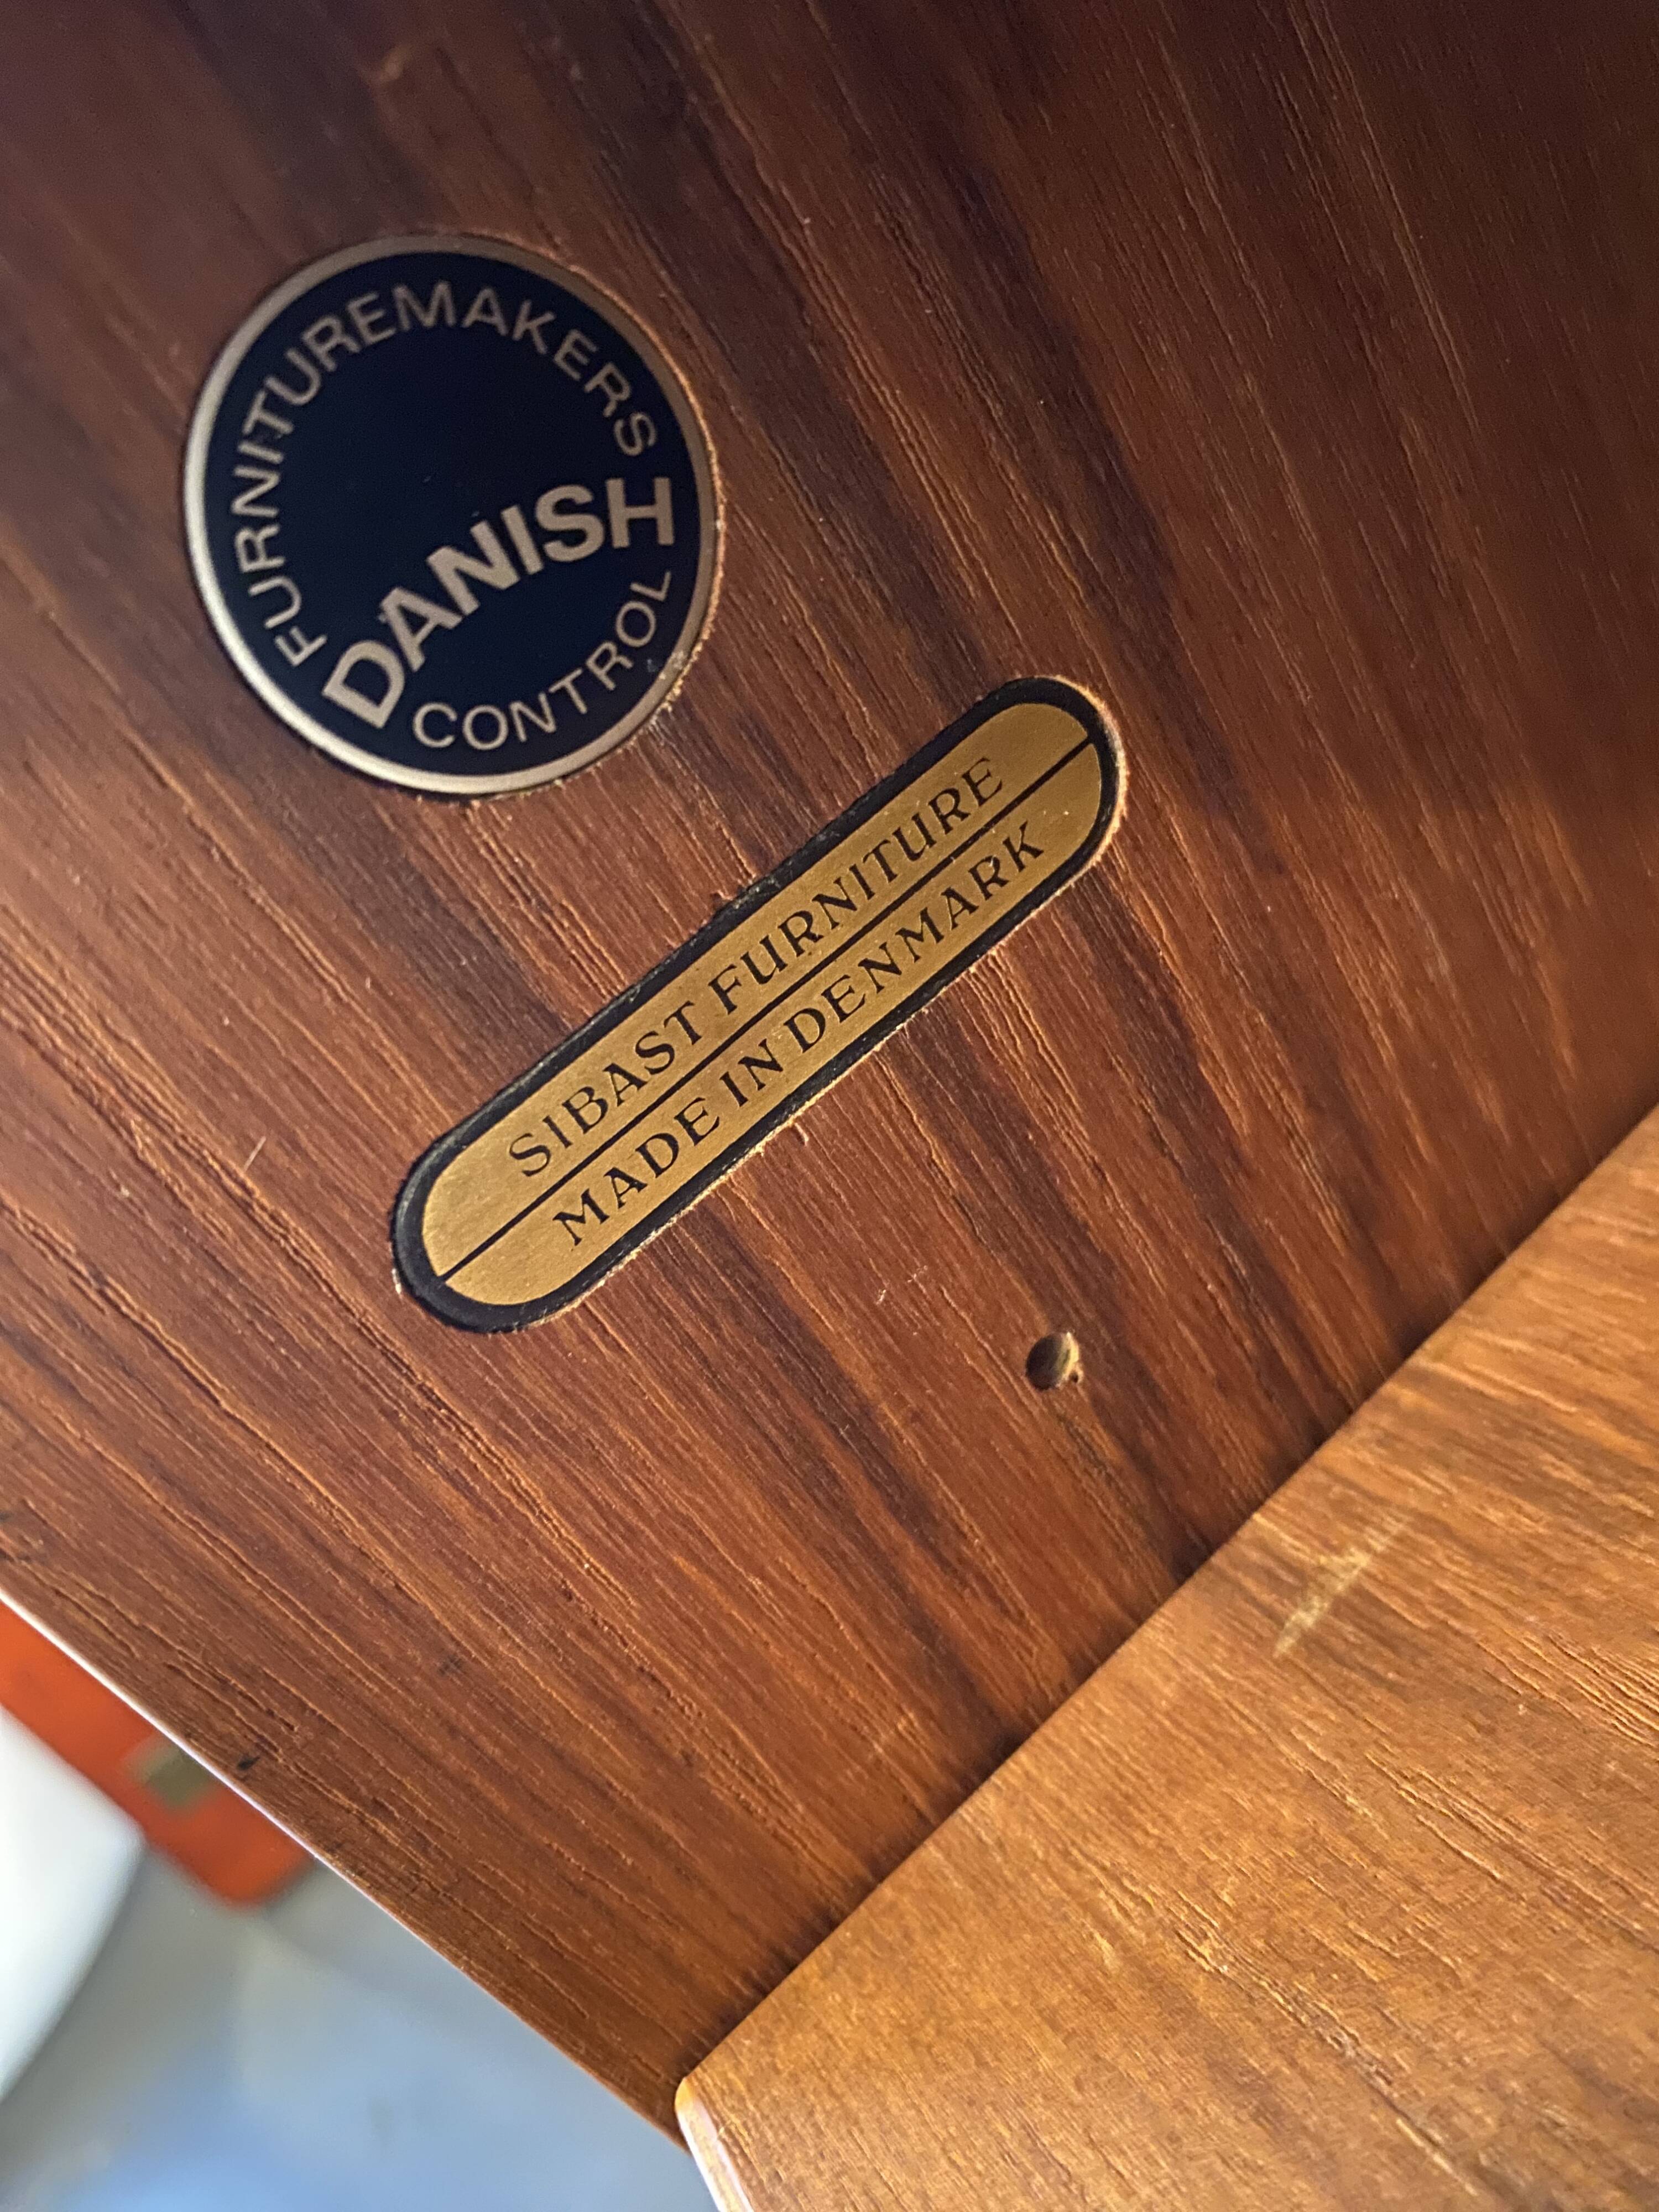 FURNITUREMAKERS
DANISH
CONTROL
SIBAST FURNITURE
MADE IN DENMARK